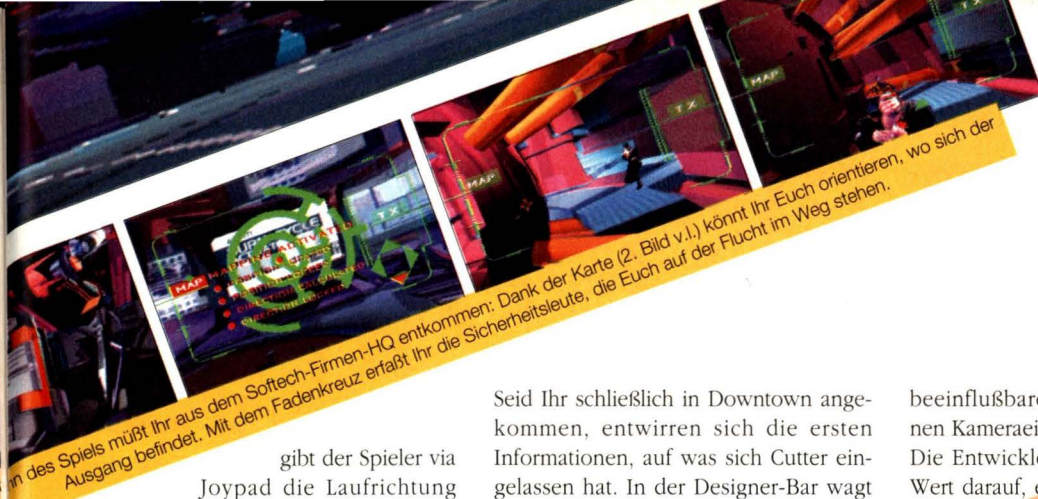 MAP
MAPPING ACTIVATED
TX
MAP
TX
MAP
TX
des Spiels müßt Ihr aus dem Softech-Firmen-HQ entkommen: Dank der Karte (2. Bild v.l.) könnt Ihr Euch orientieren, wo sich der
Ausgang befindet. Mit dem Fadenkreuz erfaßt Ihr die Sicherheitsleute, die Euch auf der Flucht im Weg stehen.
gibt der Spieler via
Joypad die Laufrichtung
Seid Ihr schließlich in Downtown ange-
kommen, entwirren sich die ersten
Informationen, auf was sich Cutter ein-
gelassen hat. In der Designer-Bar wagt
beeinflußbare
nen Kameraei
Die Entwickle
Wert darauf,